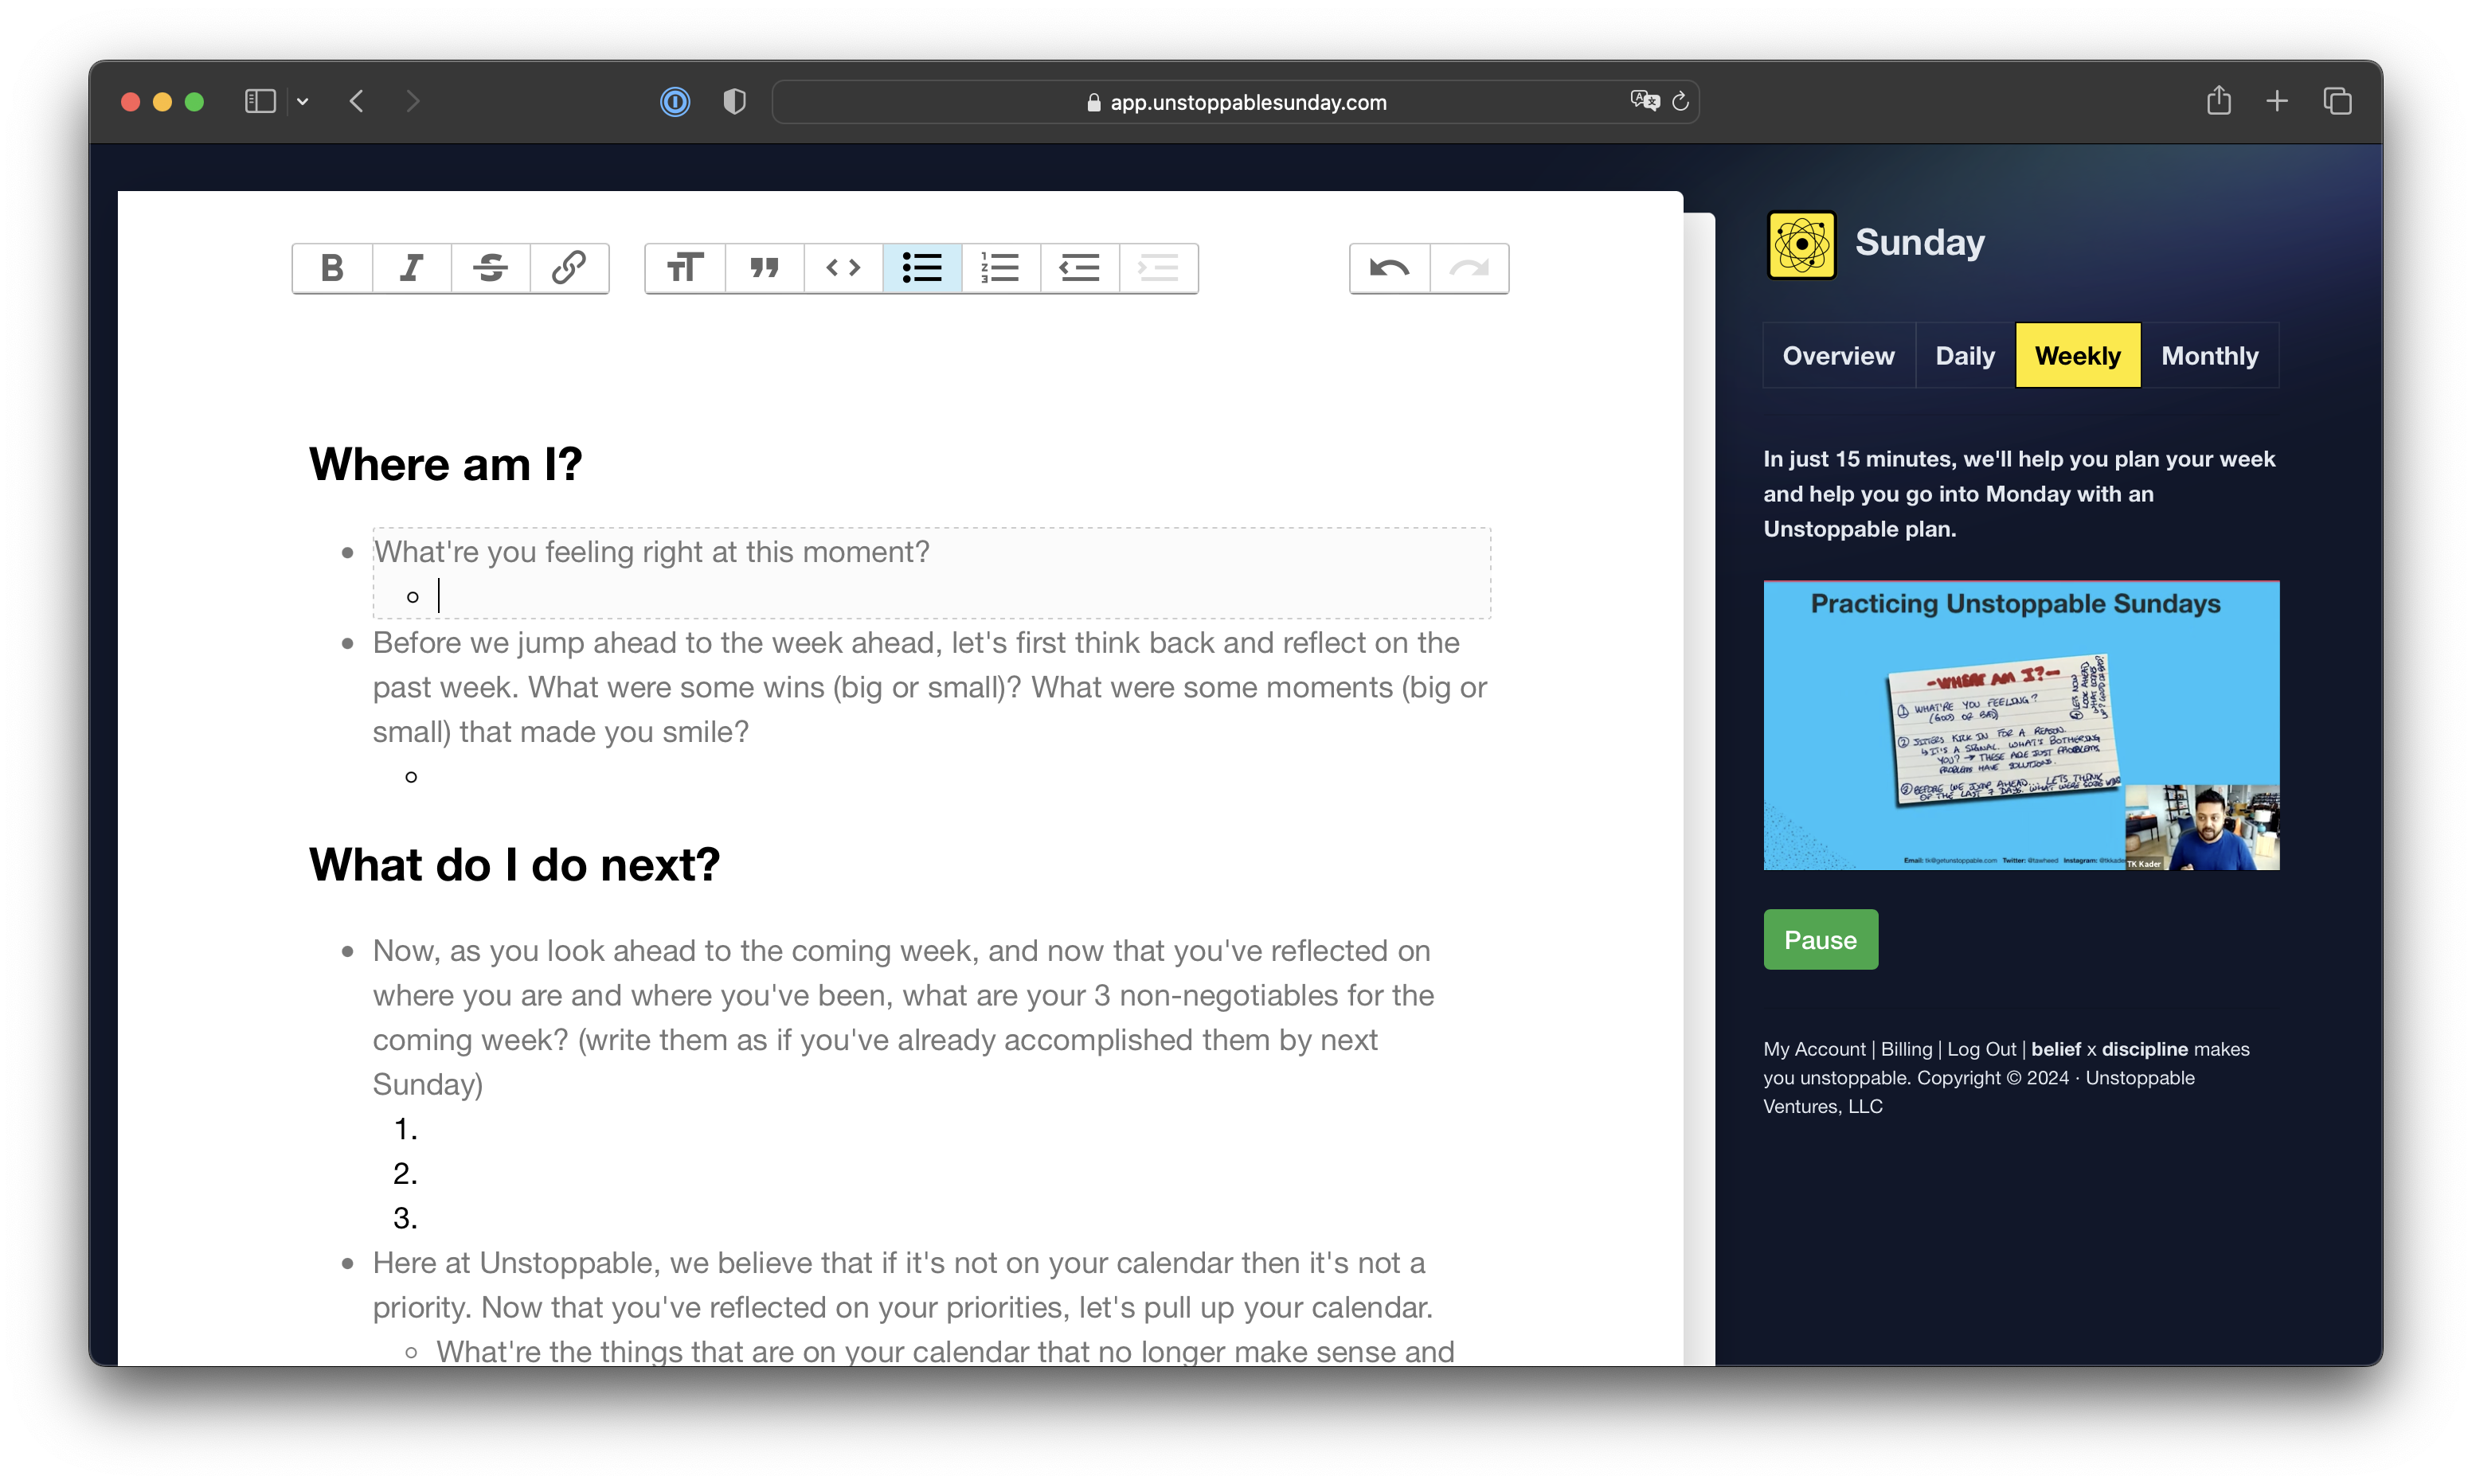 app.unstoppablesunday.com
B
I
S
Where am I?
What're you feeling right at this moment?
Before we jump ahead to the week ahead, let's first think back and reflect on the
past week. What were some wins (big or small)? What were some moments (big or
small) that made you smile?
What do I do next?
Now, as you look ahead to the coming week, and now that you've reflected on
where you are and where you've been, what are your 3 non-negotiables for the
coming week? (write them as if you've already accomplished them by next
Sunday)
1.
2.
3.
Here at Unstoppable, we believe that if it's not on your calendar then it's not a
priority. Now that you've reflected on your priorities, let's pull up your calendar.
What're the things that are on your calendar that no longer make sense and
Sunday
Overview
Daily
Weekly
Monthly
In just 15 minutes, we'll help you plan your week
and help you go into Monday with an
Unstoppable plan.
Practicing Unstoppable Sundays
-WHERE AM I?-
1 WHAT'RE YOU FEELING?
(GOOD OR BAD)
2 JITTERS KICK IN FOR A REASON.
IT'S A SIGNAL. WHAT'S BOTHERING
YOU? → THESE ARE JUST PROBLEMS
PROBLEMS HAVE SOLUTIONS.
BEFORE WE JUMP AHEAD... LETS THINK
OF THE LAST 7 DAYS. WHAT WERE SOME
LETS NOW
LOOK AHEAD
Email: tk@getunstoppable.com Twitter: @tawheed Instagram: @tkkader
TK Kader
Pause
My Account | Billing | Log Out | belief x discipline makes
you unstoppable. Copyright © 2024 · Unstoppable
Ventures, LLC